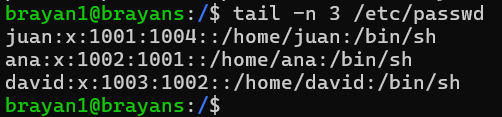 brayan1@brayans:/$ tail -n 3 /etc/passwd
juan:x:1001:1004::/home/juan:/bin/sh
ana:x:1002:1001::/home/ana:/bin/sh
david:x:1003:1002::/home/david:/bin/sh
brayan1@brayans:/$